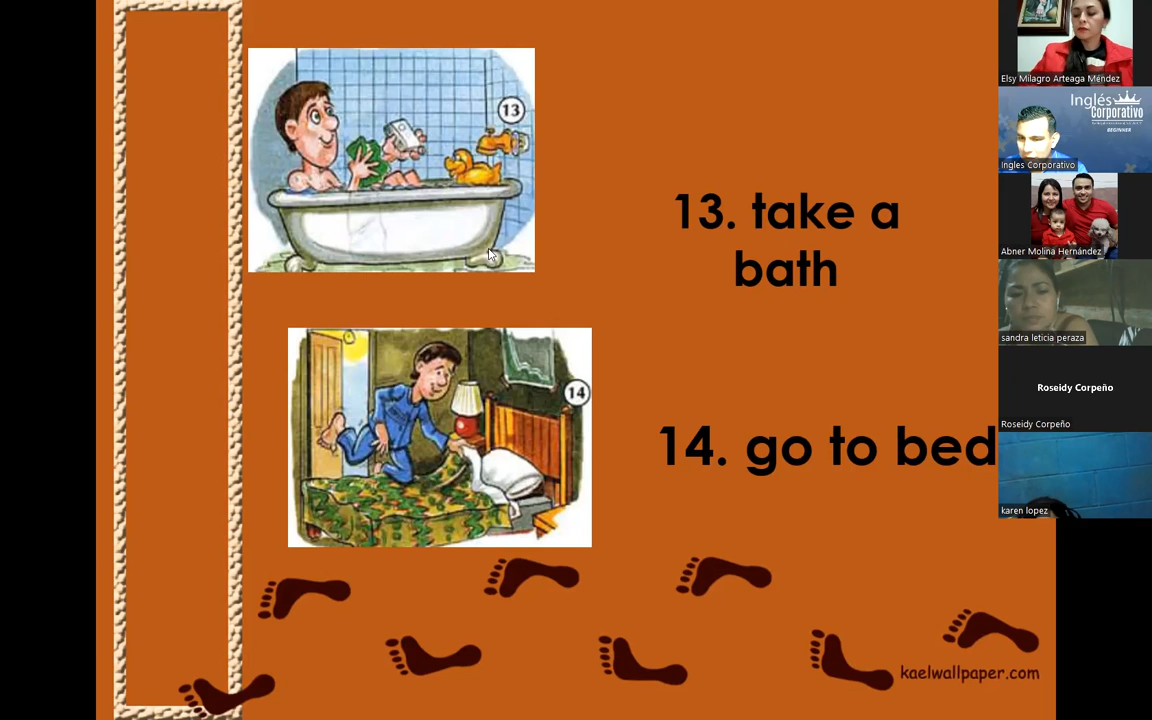 13
13. take a
bath
14
14. go to bed
kaelwallpaper.com
Elsy Milagro Arteaga Méndez
Inglés
Corporativo
BEGINNER
Ingles Corporativo
Abner Molina Hernández
sandra leticia peraza
Roseidy Corpeño
Roseidy Corpeño
karen lopez